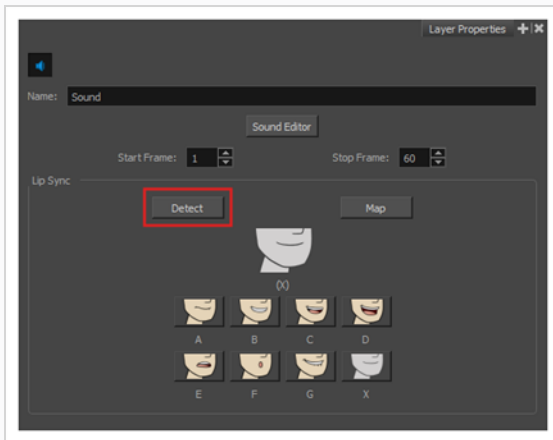 Layer Properties
Name: Sound
Sound Editor
Start Frame: 1 Stop Frame: 60
Lip Sync
Detect Map
(X)
A B C D
E F G X